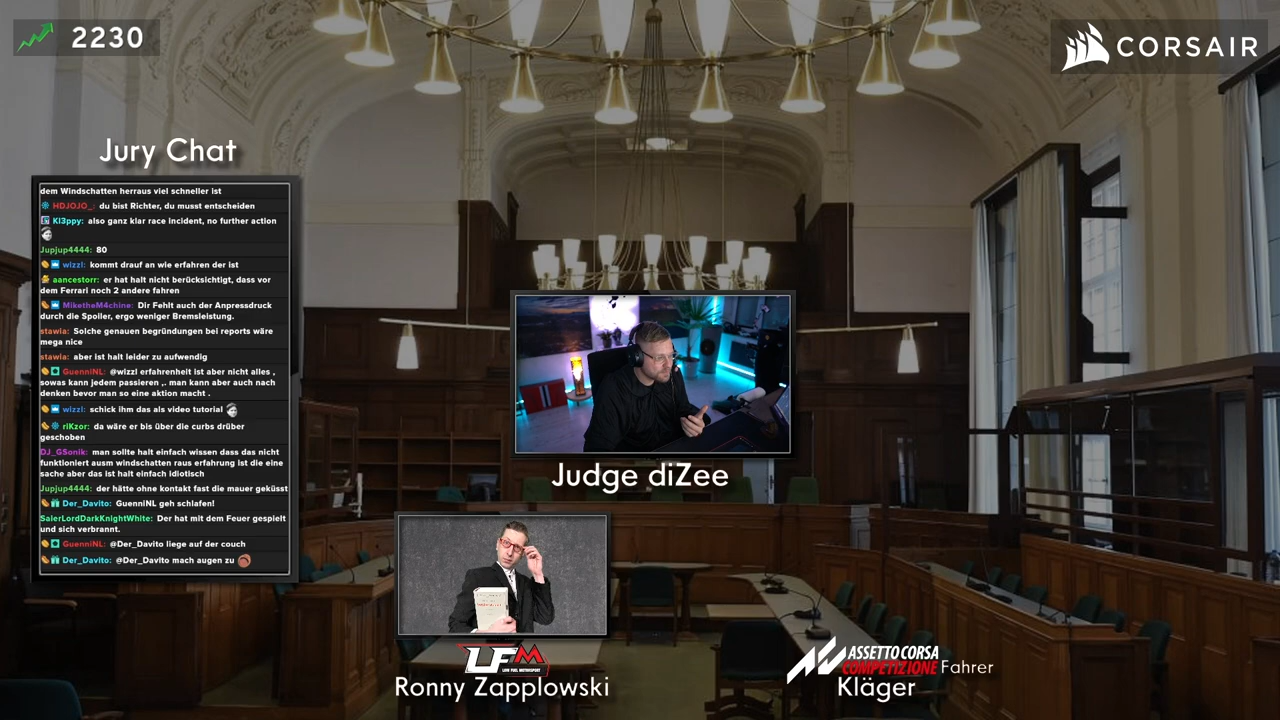 2230
CORSAIR
Jury Chat
dem Windschatten herraus viel schneller ist
HDJOJO_: du bist Richter, du musst entscheiden
Kl3ppy: also ganz klar race incident, no further action
Jupjup4444: 80
wizzl: kommt drauf an wie erfahren der ist
aancestorr: er hat halt nicht berücksichtigt, dass vor
dem Ferrari noch 2 andere fahren
MiketheM4chine: Dir Fehlt auch der Anpressdruck
durch die Spoiler, ergo weniger Bremsleistung.
stawia: Solche genauen begründungen bei reports wäre
mega nice
stawia: aber ist halt leider zu aufwendig
GuenniNL: @wizzl erfahrenheit ist aber nicht alles ,
sowas kann jedem passieren ,. man kann aber auch nach
denken bevor man so eine aktion macht .
wizzl: schick ihm das als video tutorial
riKzor: da wäre er bis über die curbs drüber
geschoben
DJ_GSonik: man sollte halt einfach wissen dass das nicht
funktioniert ausm windschatten raus erfahrung ist die eine
sache aber das ist halt einfach idiotisch
Jupjup4444: der hätte ohne kontakt fast die mauer geküsst
Der_Davito: GuenniNL geh schlafen!
SaierLordDarkKnightWhite: Der hat mit dem Feuer gespielt
und sich verbrannt.
GuenniNL: @Der_Davito liege auf der couch
Der_Davito: @Der_Davito mach augen zu
Judge diZee
LFM
LOW FUEL MOTORSPORT
Ronny Zapplowski
ASSETTO CORSA
COMPETIZIONE Fahrer
Kläger